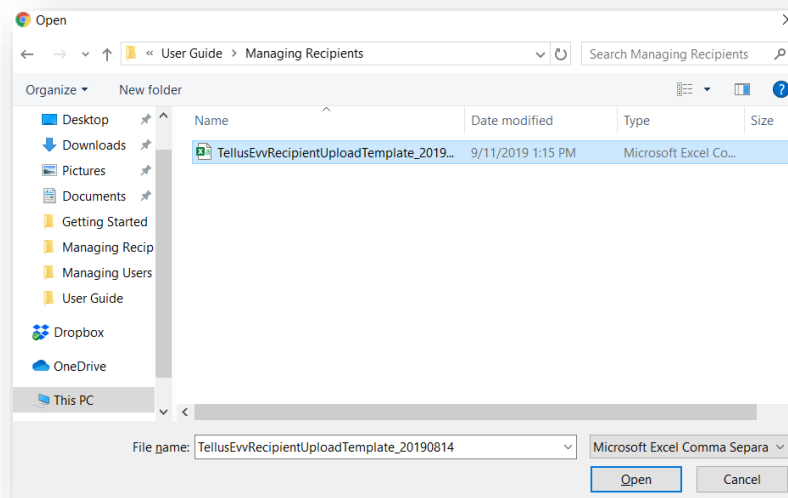 Open
« User Guide > Managing Recipients
Search Managing Recipients
Organize
New folder
?
Name
Date modified
Type
Size
Desktop
Downloads
Pictures
Documents
Getting Started
Managing Recip
Managing Users
User Guide
Dropbox
OneDrive
This PC
TellusEvvRecipientUploadTemplate_2019... 9/11/2019 1:15 PM Microsoft Excel Co...
File name: TellusEvvRecipientUploadTemplate_20190814 Microsoft Excel Comma Separa
Open Cancel